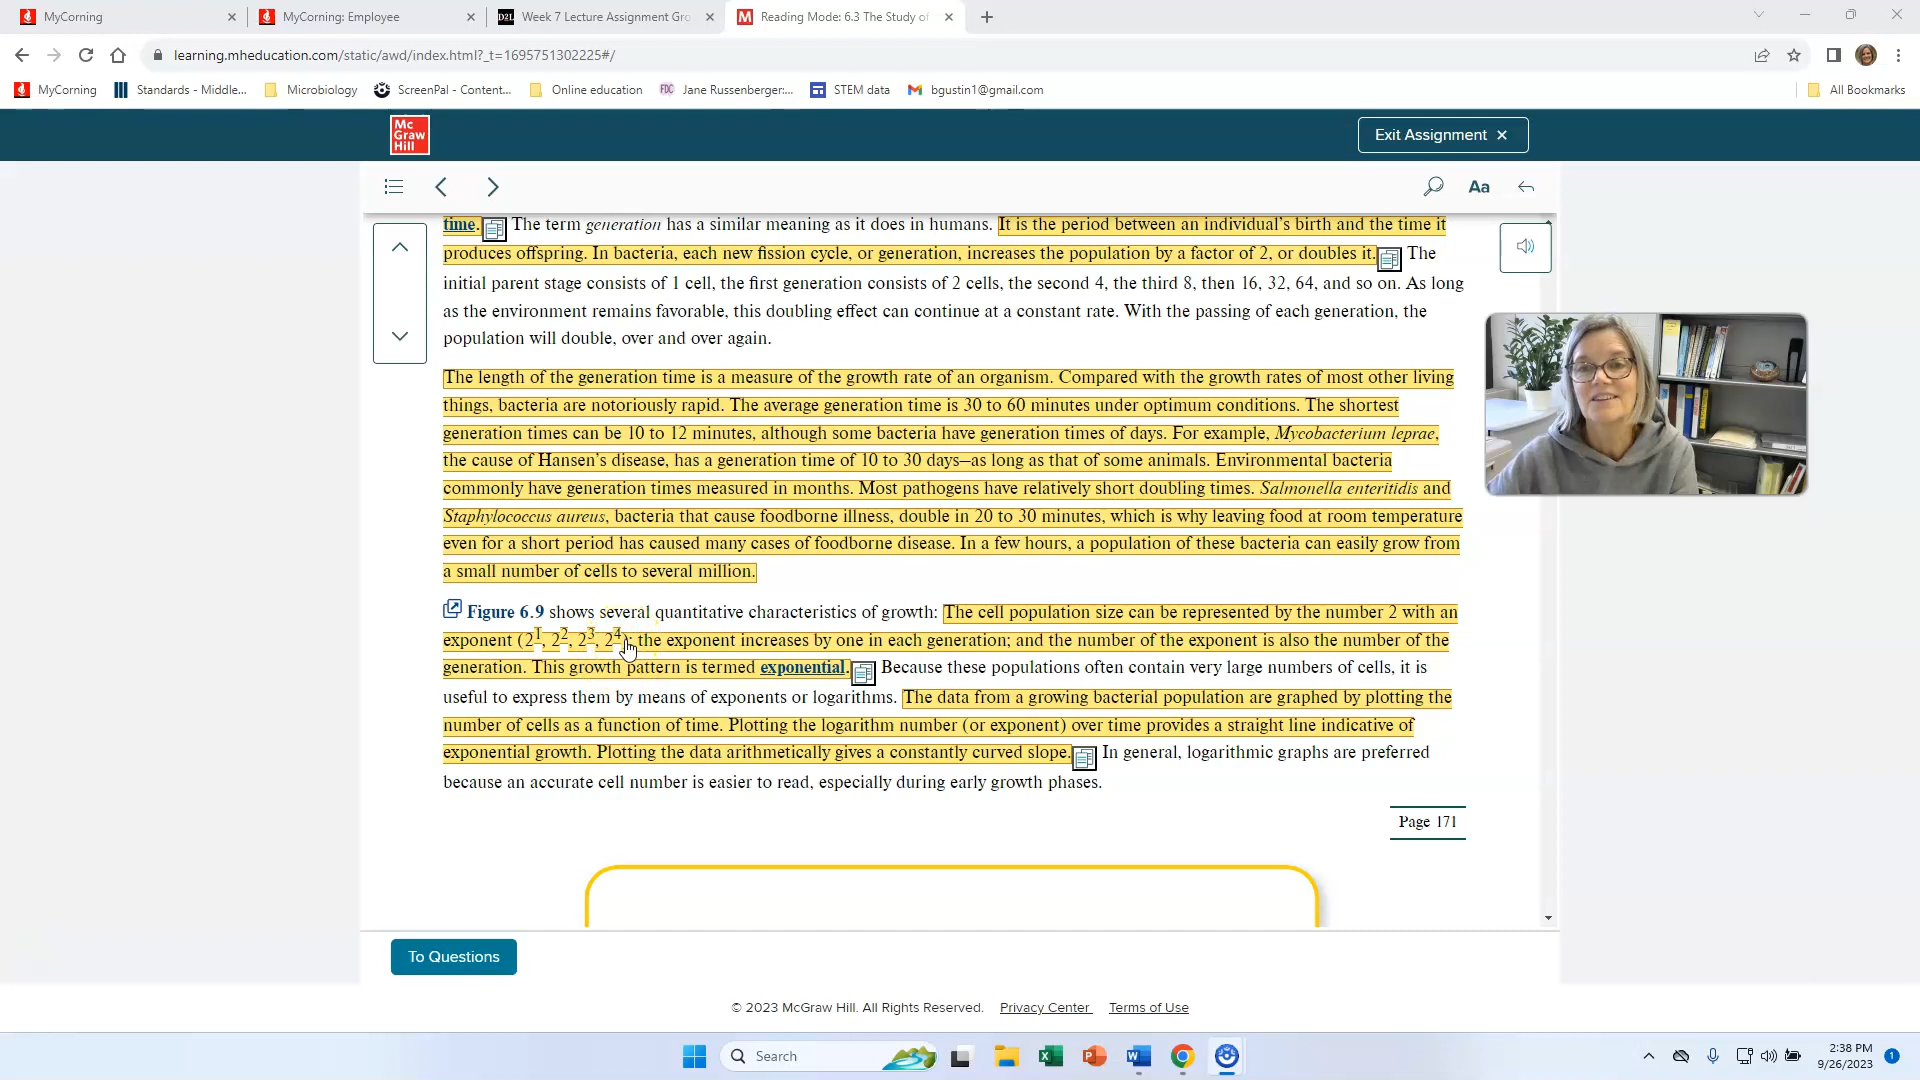 MyCorning
MyCorning: Employee
D2L Week 7 Lecture Assignment Gro
M Reading Mode: 6.3 The Study of
learning.mheducation.com/static/awd/index.html?_t=1695751302225#/
MyCorning
Standards - Middle...
Microbiology
ScreenPal - Content...
Online education
FDC Jane Russenberger:...
STEM data
bgustin1@gmail.com
All Bookmarks
Mc
Graw
Hill
Exit Assignment ✕
Aa
time. The term generation has a similar meaning as it does in humans. It is the period between an individual's birth and the time it
produces offspring. In bacteria, each new fission cycle, or generation, increases the population by a factor of 2, or doubles it. The
initial parent stage consists of 1 cell, the first generation consists of 2 cells, the second 4, the third 8, then 16, 32, 64, and so on. As long
as the environment remains favorable, this doubling effect can continue at a constant rate. With the passing of each generation, the
population will double, over and over again.
The length of the generation time is a measure of the growth rate of an organism. Compared with the growth rates of most other living
things, bacteria are notoriously rapid. The average generation time is 30 to 60 minutes under optimum conditions. The shortest
generation times can be 10 to 12 minutes, although some bacteria have generation times of days. For example, Mycobacterium leprae,
the cause of Hansen's disease, has a generation time of 10 to 30 days—as long as that of some animals. Environmental bacteria
commonly have generation times measured in months. Most pathogens have relatively short doubling times. Salmonella enteritidis and
Staphylococcus aureus, bacteria that cause foodborne illness, double in 20 to 30 minutes, which is why leaving food at room temperature
even for a short period has caused many cases of foodborne disease. In a few hours, a population of these bacteria can easily grow from
a small number of cells to several million.
Figure 6.9 shows several quantitative characteristics of growth: The cell population size can be represented by the number 2 with an
exponent (2¹, 2², 2³, 2⁴); the exponent increases by one in each generation; and the number of the exponent is also the number of the
generation. This growth pattern is termed exponential. Because these populations often contain very large numbers of cells, it is
useful to express them by means of exponents or logarithms. The data from a growing bacterial population are graphed by plotting the
number of cells as a function of time. Plotting the logarithm number (or exponent) over time provides a straight line indicative of
exponential growth. Plotting the data arithmetically gives a constantly curved slope. In general, logarithmic graphs are preferred
because an accurate cell number is easier to read, especially during early growth phases.
Page 171
To Questions
© 2023 McGraw Hill. All Rights Reserved. Privacy Center Terms of Use
Search
2:38 PM
9/26/2023
1